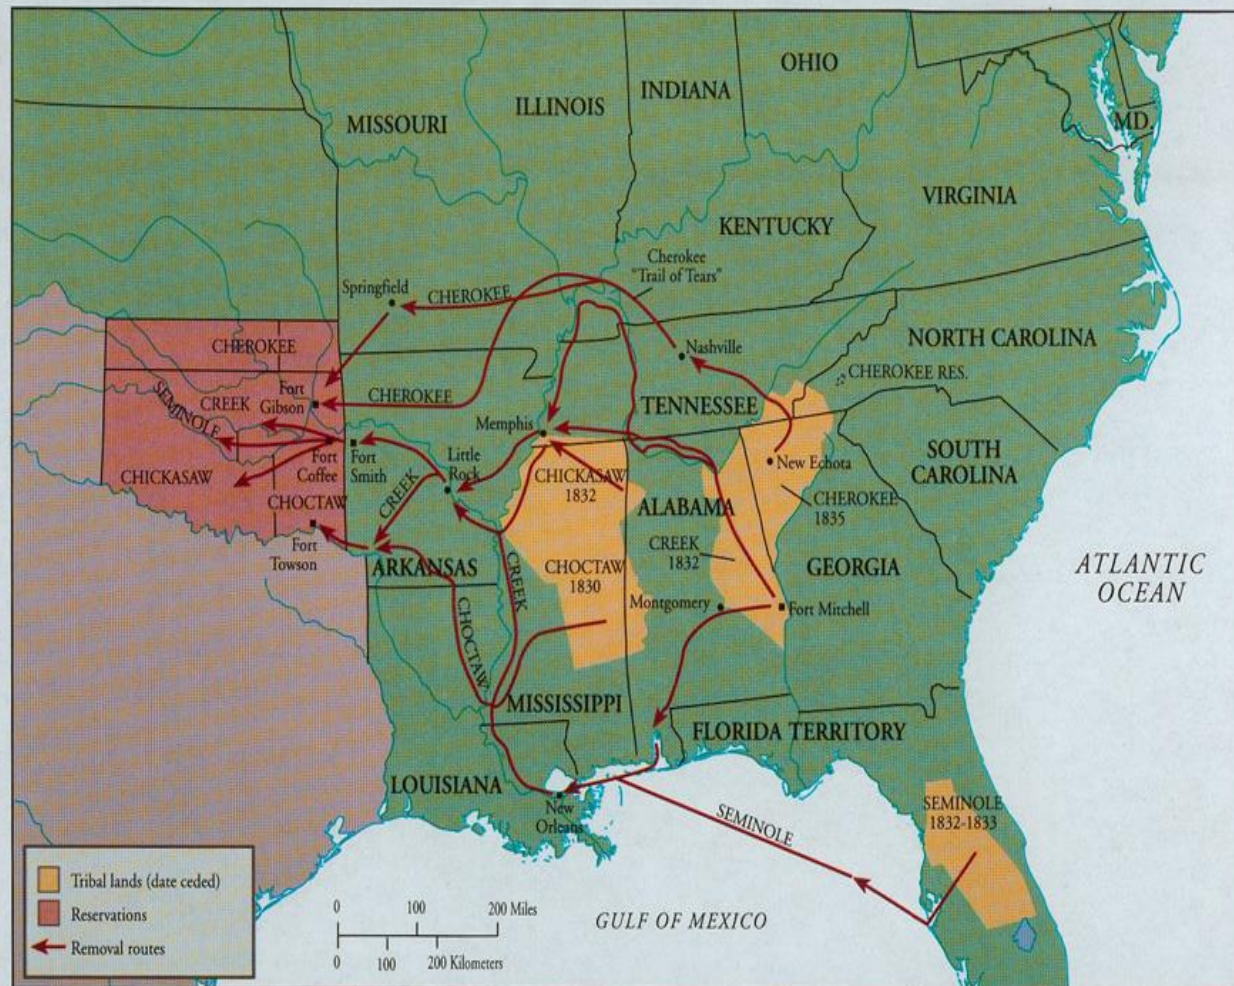 OHIO
INDIANA
ILLINOIS
MISSOURI
MD.
VIRGINIA
KENTUCKY
Cherokee
"Trail of Tears"
Springfield
CHEROKEE
NORTH CAROLINA
CHEROKEE
Nashville
CHEROKEE RES.
Fort
Gibson
CREEK
SEMINOLE
CHEROKEE
TENNESSEE
Memphis
Fort
Coffee
Fort
Smith
Little
Rock
CHICKASAW
CHOCTAW
CREEK
CHICKASAW
1832
ALABAMA
New Echota
CHEROKEE
1835
SOUTH
CAROLINA
Fort
Towson
ARKANSAS
CREEK
CHOCTAW
1830
CREEK
1832
GEORGIA
ATLANTIC
OCEAN
CHOCTAW
Montgomery
Fort Mitchell
MISSISSIPPI
FLORIDA TERRITORY
LOUISIANA
New
Orleans
SEMINOLE
SEMINOLE
1832-1833
Tribal lands (date ceded)
Reservations
Removal routes
0 100 200 Miles
0 100 200 Kilometers
GULF OF MEXICO